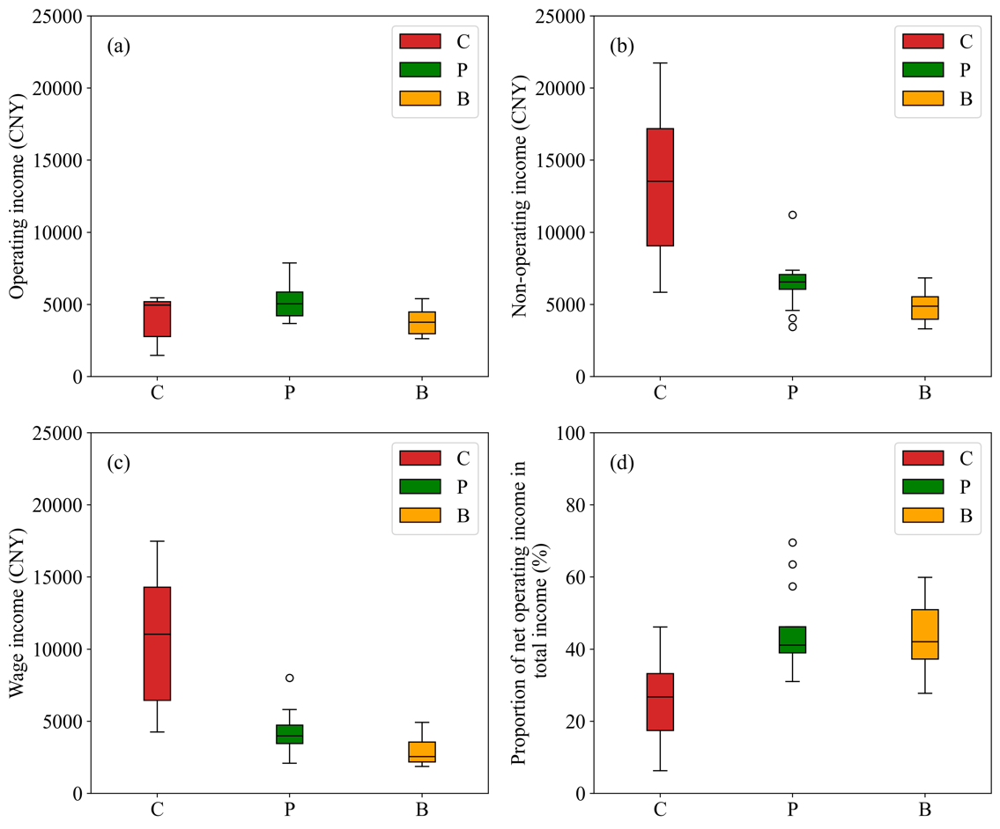 25000
20000
15000
10000
5000
0
Operating income (CNY)
(a)
C
P
B
C
P
B
25000
20000
15000
10000
5000
0
Non-operating income (CNY)
(b)
C
P
B
C
P
B
25000
20000
15000
10000
5000
0
Wage income (CNY)
(c)
C
P
B
C
P
B
100
80
60
40
20
0
Proportion of net operating income in
total income (%)
(d)
C
P
B
C
P
B